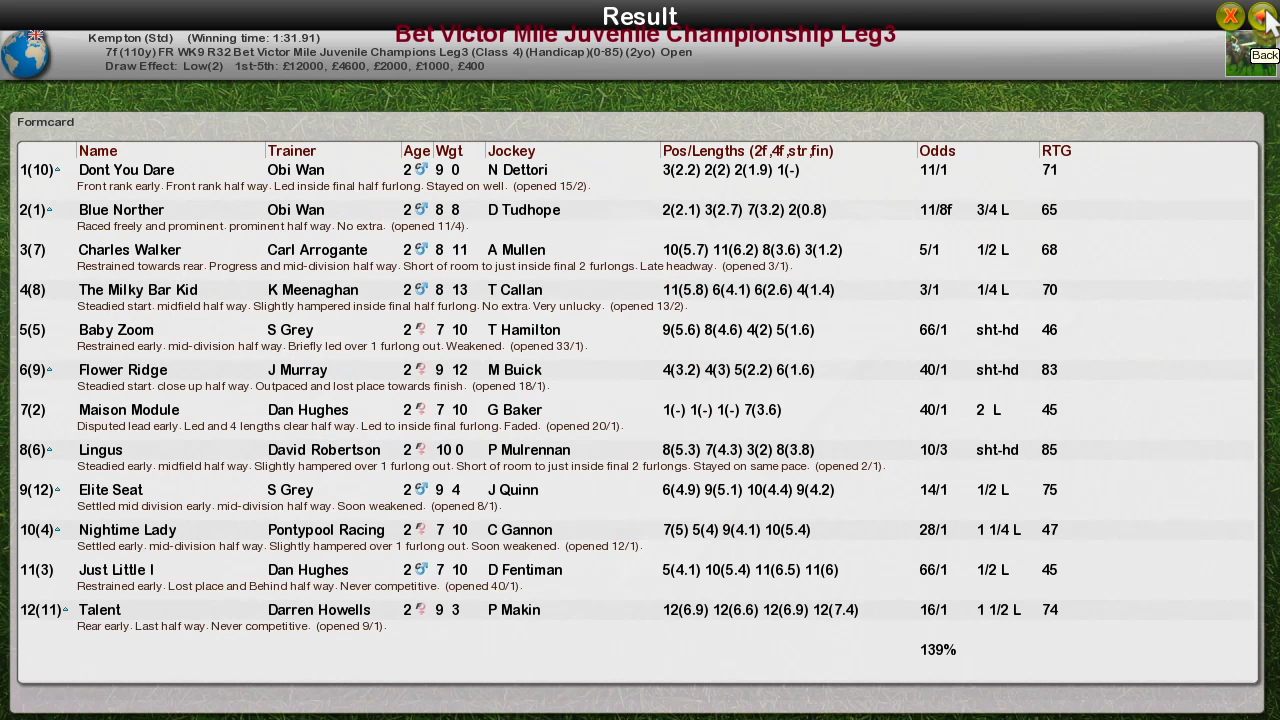 Result
Bet Victor Mile Juvenile Championship Leg3
Kempton (Std) (Winning time: 1:31.91)
7f (110y) FR WK9 R32 Bet Victor Mile Juvenile Champions Leg3 (Class 4) (Handicap)(0-85) (2yo) Open
Draw Effect: Low(2) 1st-5th: £12000, £4600, £2000, £1000, £400
X
Back
Formcard
Name Trainer Age Wgt Jockey Pos/Lengths (2f,4f,str,fin) Odds RTG
1(10) Dont You Dare Obi Wan 2 9 0 N Dettori 3(2.2) 2(2) 2(1.9) 1(-) 11/1 71
Front rank early. Front rank half way. Led inside final half furlong. Stayed on well. (opened 15/2).
2(1) Blue Norther Obi Wan 2 8 8 D Tudhope 2(2.1) 3(2.7) 7(3.2) 2(0.8) 11/8f 3/4 L 65
Raced freely and prominent. prominent half way. No extra. (opened 11/4).
3(7) Charles Walker Carl Arrogante 2 8 11 A Mullen 10(5.7) 11(6.2) 8(3.6) 3(1.2) 5/1 1/2 L 68
Restrained towards rear. Progress and mid-division half way. Short of room to just inside final 2 furlongs. Late headway. (opened 3/1).
4(8) The Milky Bar Kid K Meenaghan 2 8 13 T Callan 11(5.8) 6(4.1) 6(2.6) 4(1.4) 3/1 1/4 L 70
Steadied start. midfield half way. Slightly hampered inside final half furlong. No extra. Very unlucky. (opened 13/2).
5(5) Baby Zoom S Grey 2 7 10 T Hamilton 9(5.6) 8(4.6) 4(2) 5(1.6) 66/1 sht-hd 46
Restrained early. mid-division half way. Briefly led over 1 furlong out. Weakened. (opened 33/1).
6(9) Flower Ridge J Murray 2 9 12 M Buick 4(3.2) 4(3) 5(2.2) 6(1.6) 40/1 sht-hd 83
Steadied start. close up half way. Outpaced and lost place towards finish. (opened 18/1).
7(2) Maison Module Dan Hughes 2 7 10 G Baker 1(-) 1(-) 1(-) 7(3.6) 40/1 2 L 45
Disputed lead early. Led and 4 lengths clear half way. Led to inside final furlong. Faded. (opened 20/1).
8(6) Lingus David Robertson 2 10 0 P Mulrennan 8(5.3) 7(4.3) 3(2) 8(3.8) 10/3 sht-hd 85
Steadied early. midfield half way. Slightly hampered over 1 furlong out. Short of room to just inside final 2 furlongs. Stayed on same pace. (opened 2/1).
9(12) Elite Seat S Grey 2 9 4 J Quinn 6(4.9) 9(5.1) 10(4.4) 9(4.2) 14/1 1/2 L 75
Settled mid division early. mid-division half way. Soon weakened. (opened 8/1).
10(4) Nightime Lady Pontypool Racing 2 7 10 C Gannon 7(5) 5(4) 9(4.1) 10(5.4) 28/1 1 1/4 L 47
Settled early. mid-division half way. Slightly hampered over 1 furlong out. Soon weakened. (opened 12/1).
11(3) Just Little I Dan Hughes 2 7 10 D Fentiman 5(4.1) 10(5.4) 11(6.5) 11(6) 66/1 1/2 L 45
Restrained early. Lost place and Behind half way. Never competitive. (opened 40/1).
12(11) Talent Darren Howells 2 9 3 P Makin 12(6.9) 12(6.6) 12(6.9) 12(7.4) 16/1 1 1/2 L 74
Rear early. Last half way. Never competitive. (opened 9/1).
139%